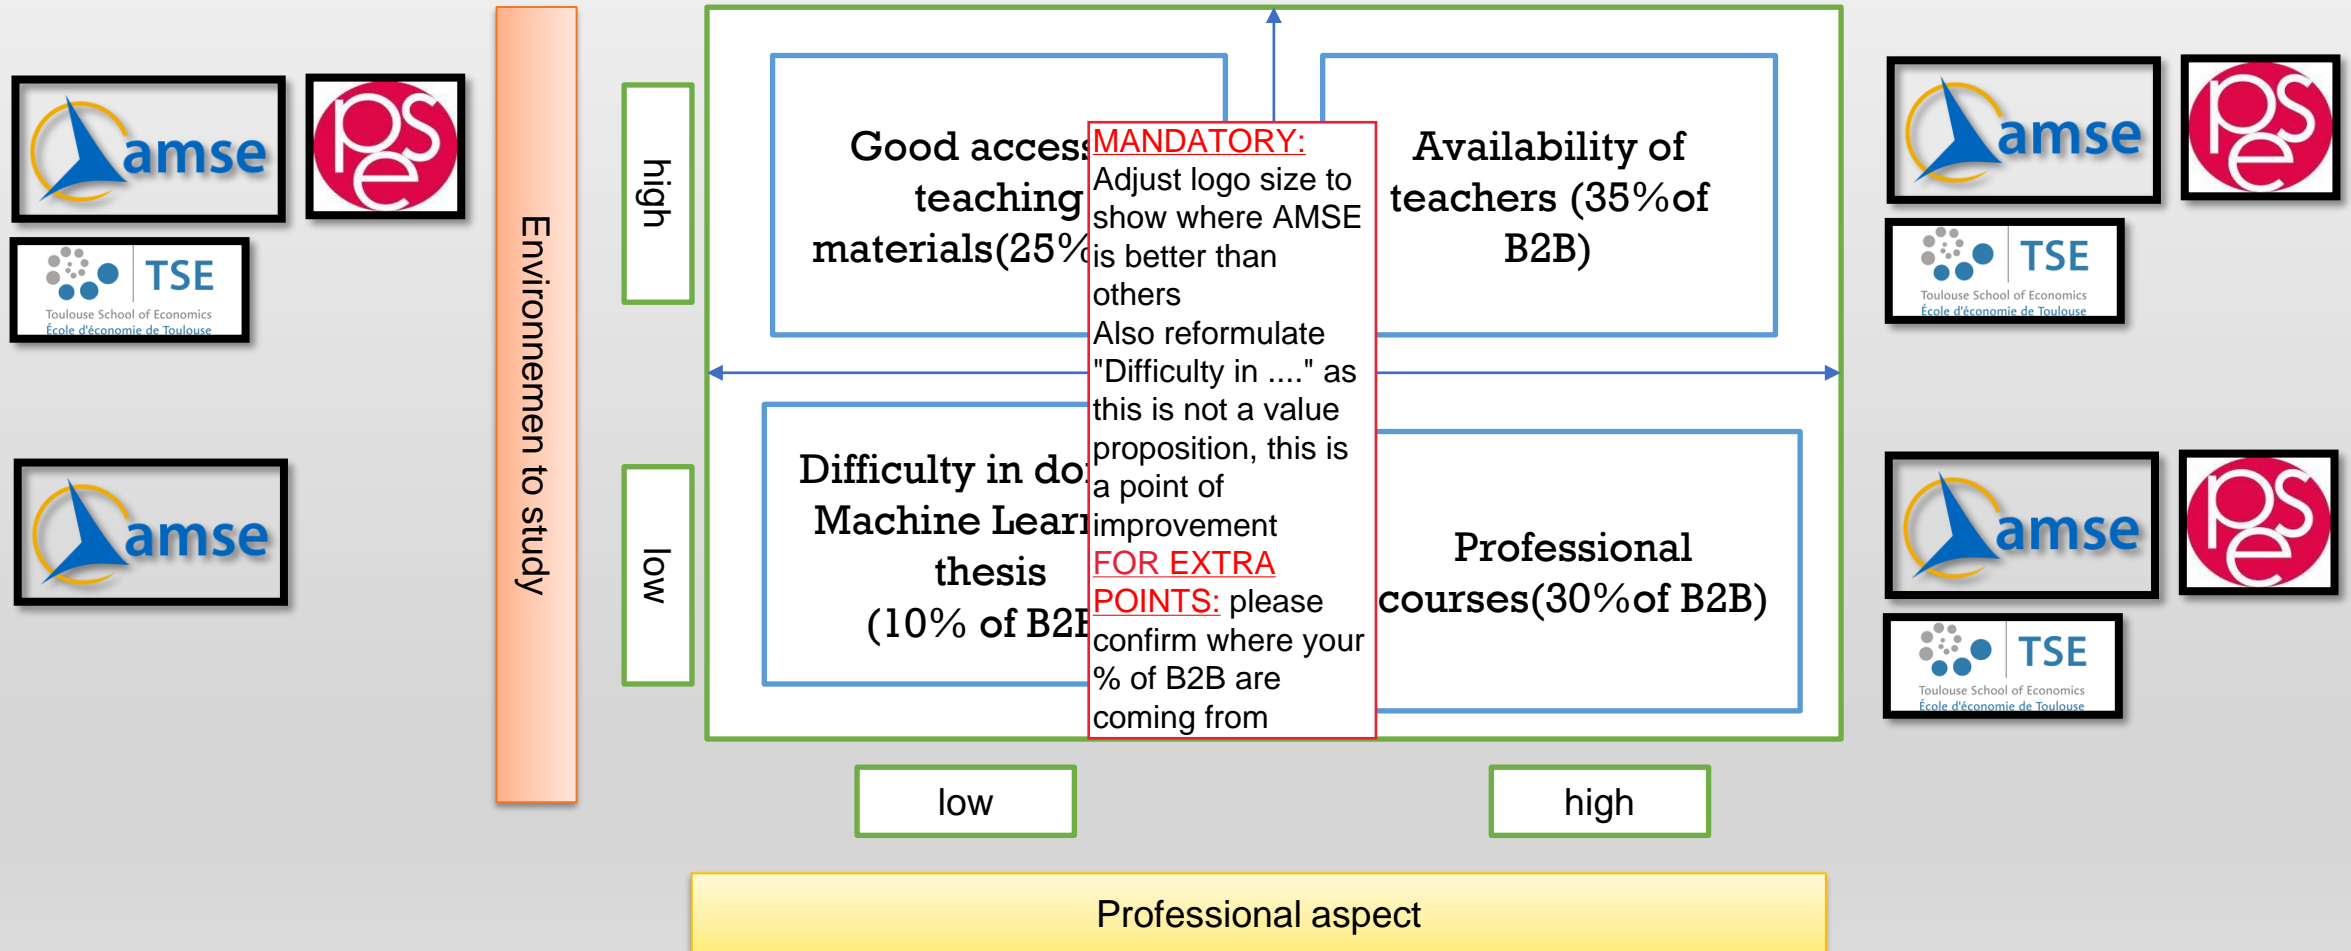 amse
pse
TSE
Toulouse School of Economics
École d'économie de Toulouse
amse
Environnemen to study
high
low
Good access
teaching
materials(25%
Availability of
teachers (35%of
B2B)
Difficulty in do
Machine Lear
thesis
(10% of B2B
Professional
courses(30%of B2B)
MANDATORY:
Adjust logo size to
show where AMSE
is better than
others
Also reformulate
"Difficulty in ...." as
this is not a value
proposition, this is
a point of
improvement
FOR EXTRA
POINTS: please
confirm where your
% of B2B are
coming from
low
high
Professional aspect
amse
pse
TSE
Toulouse School of Economics
École d'économie de Toulouse
amse
pse
TSE
Toulouse School of Economics
École d'économie de Toulouse